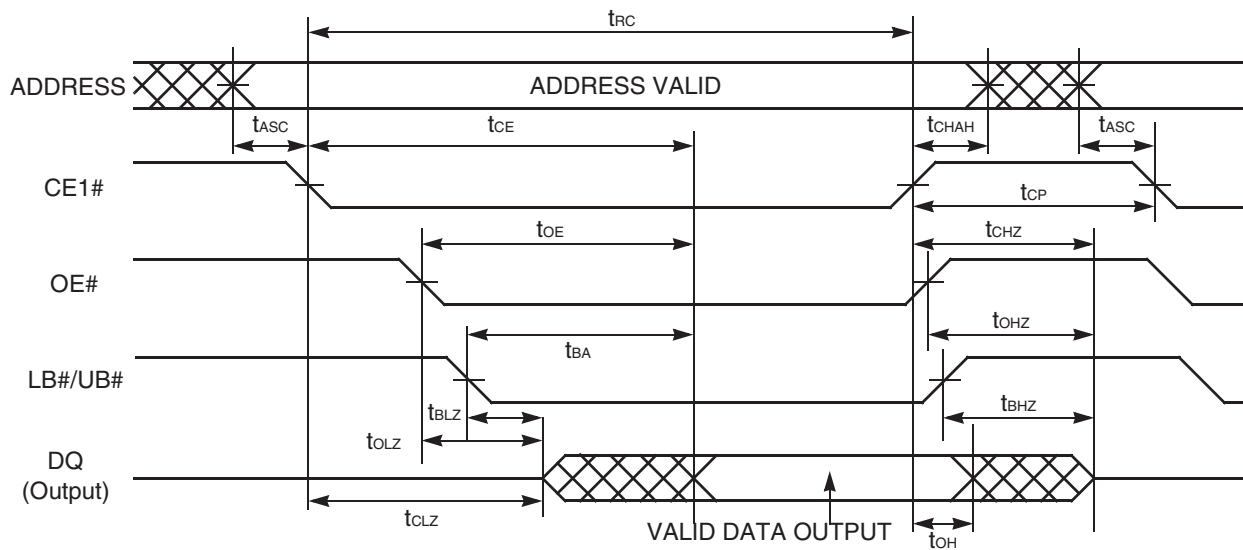 tRC
ADDRESS
ADDRESS VALID
tASC
tCE
tCHAH
tASC
CE1#
tCP
tOE
tCHZ
OE#
tBA
tOHZ
LB#/UB#
tBLZ
tBHZ
tOLZ
DQ
(Output)
tCLZ
VALID DATA OUTPUT
tOH